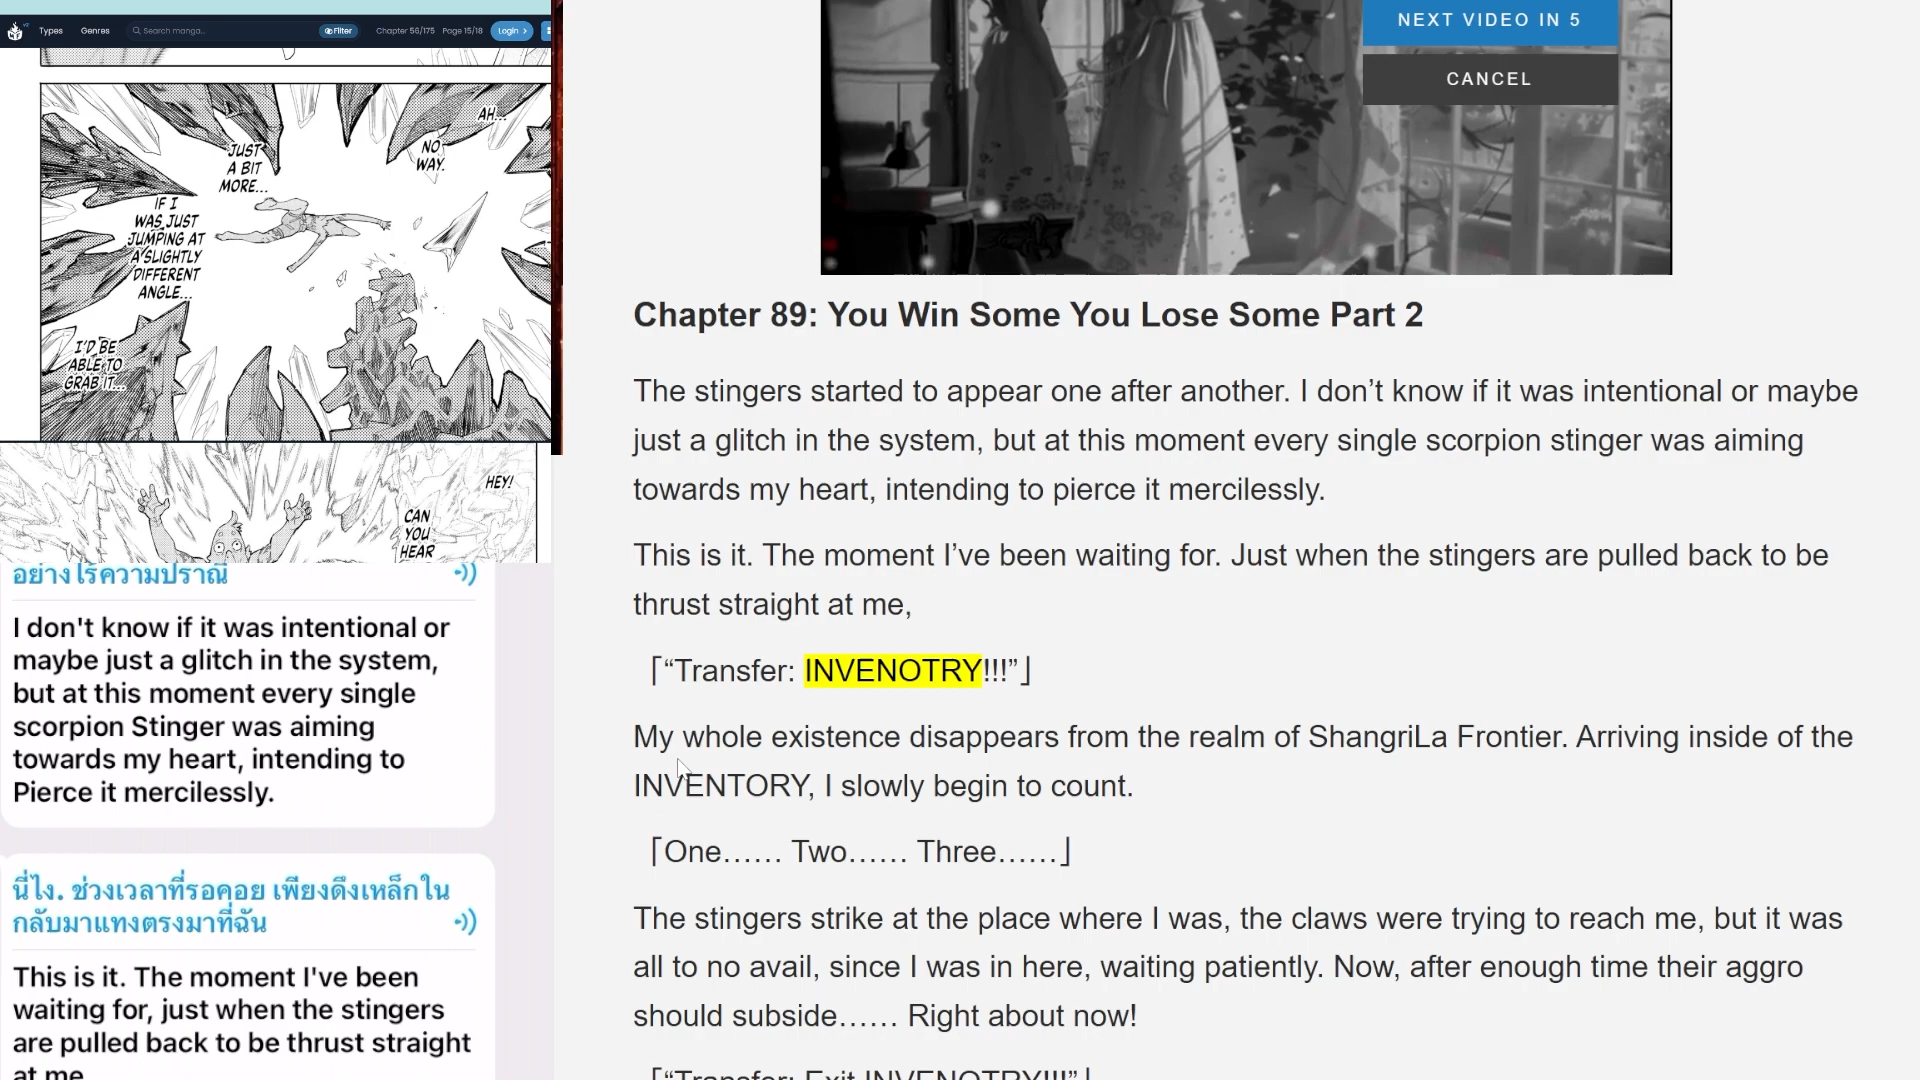 Types
Genres
Search manga...
Filter
Chapter 56/175
Page 15/18
Login >
AH...
NO
WAY.
JUST
A BIT
MORE...
IF I
WAS JUST
JUMPING AT
A SLIGHTLY
DIFFERENT
ANGLE...
I'D BE
ABLE TO
GRAB IT...
HEY!
CAN
YOU
HEAR
อย่างไร้ความปราณี
I don't know if it was intentional or
maybe just a glitch in the system,
but at this moment every single
scorpion Stinger was aiming
towards my heart, intending to
Pierce it mercilessly.
นี่ไง. ช่วงเวลาที่รอคอย เพียงดึงเหล็กใน
กลับมาแทงตรงมาที่ฉัน
This is it. The moment I've been
waiting for, just when the stingers
are pulled back to be thrust straight
at me
NEXT VIDEO IN 5
CANCEL
Chapter 89: You Win Some You Lose Some Part 2
The stingers started to appear one after another. I don’t know if it was intentional or maybe
just a glitch in the system, but at this moment every single scorpion stinger was aiming
towards my heart, intending to pierce it mercilessly.
This is it. The moment I’ve been waiting for. Just when the stingers are pulled back to be
thrust straight at me,
「“Transfer: INVENOTRY!!!”」
My whole existence disappears from the realm of ShangriLa Frontier. Arriving inside of the
INVENTORY, I slowly begin to count.
「One…… Two…… Three……」
The stingers strike at the place where I was, the claws were trying to reach me, but it was
all to no avail, since I was in here, waiting patiently. Now, after enough time their aggro
should subside…… Right about now!
「“Transfer: Exit INVENOTRY!!!”」